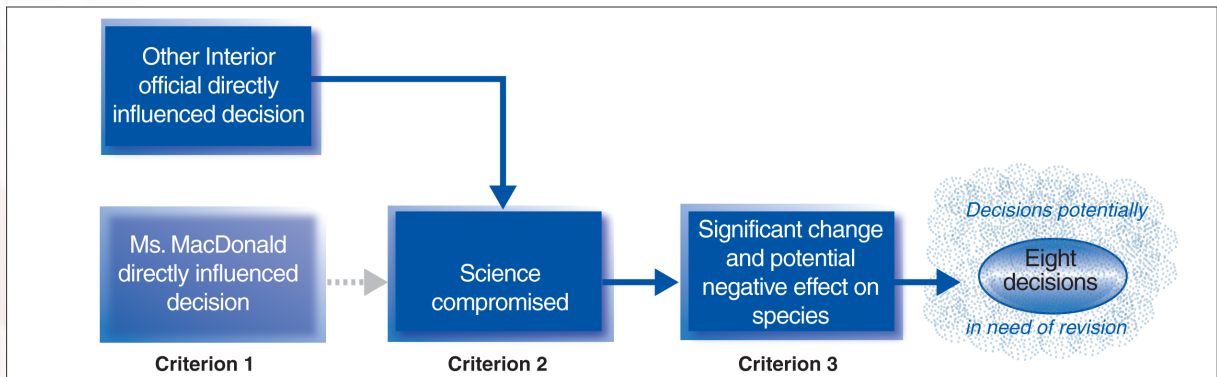 Other Interior
official directly
influenced decision
Ms. MacDonald
directly influenced
decision
Criterion 1
Science
compromised
Criterion 2
Significant change
and potential
negative effect on
species
Criterion 3
Decisions potentially
Eight
decisions
in need of revision